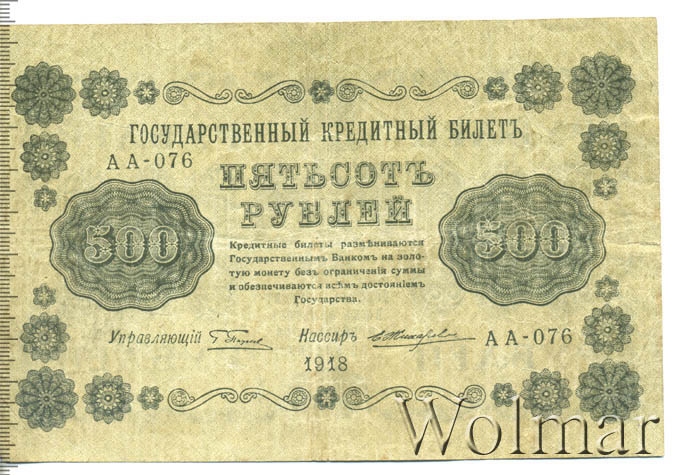 ГОСУДАРСТВЕННЫЙ КРЕДИТНЫЙ БИЛЕТЪ
АА-076
ПЯТЬСОТЪ
РУБЛЕЙ
500
500
Кредитные билеты размѣниваются
Государственнымъ Банкомъ на золо-
тую монету безъ ограниченія суммы
и обезпечиваются всѣмъ достояніемъ
Государства.
Управляющій
Кассиръ
АА-076
1918
Wolmar